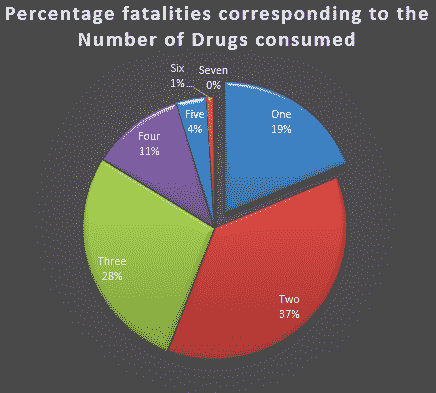 Percentage fatalities corresponding to the
Number of Drugs consumed
Six
1%...
Seven
0%
One
19%
Five
4%
Four
11%
Three
28%
Two
37%